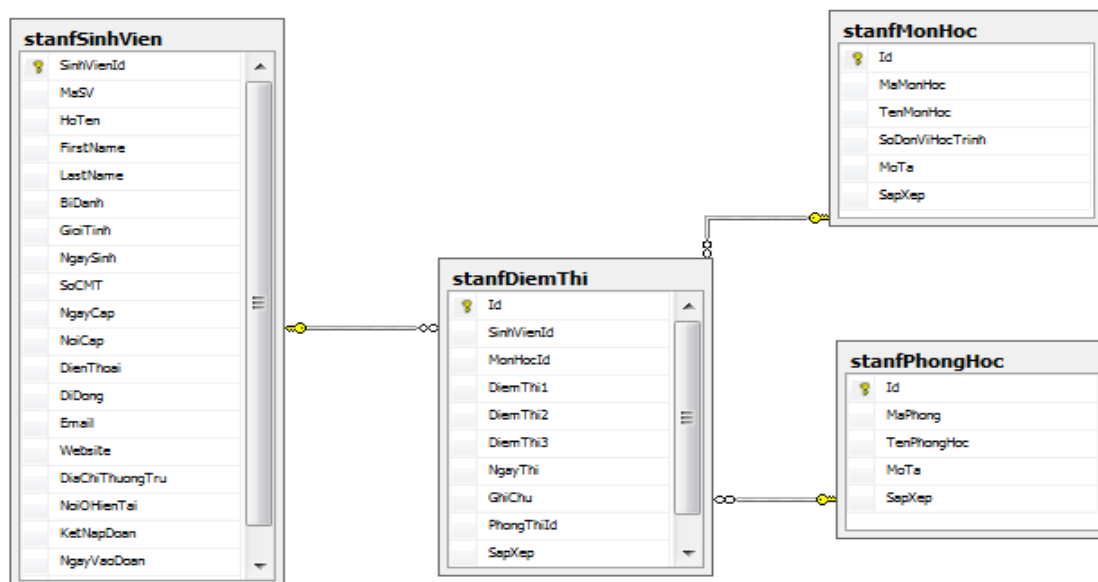 stanfSinhVien
SinhVienId
MaSV
HoTen
FirstName
LastName
BiDanh
GioiTinh
NgaySinh
SoCMT
NgayCap
NoiCap
DienThoai
DiDong
Email
Website
DiaChiThuongTru
NoiOHienTai
KetNapDoan
NgayVaoDoan
stanfDiemThi
Id
SinhVienId
MonHocId
DiemThi1
DiemThi2
DiemThi3
NgayThi
GhiChu
PhongThiId
SapXep
stanfMonHoc
Id
MaMonHoc
TenMonHoc
SoDonViHocTrinh
MoTa
SapXep
stanfPhongHoc
Id
MaPhong
TenPhongHoc
MoTa
SapXep